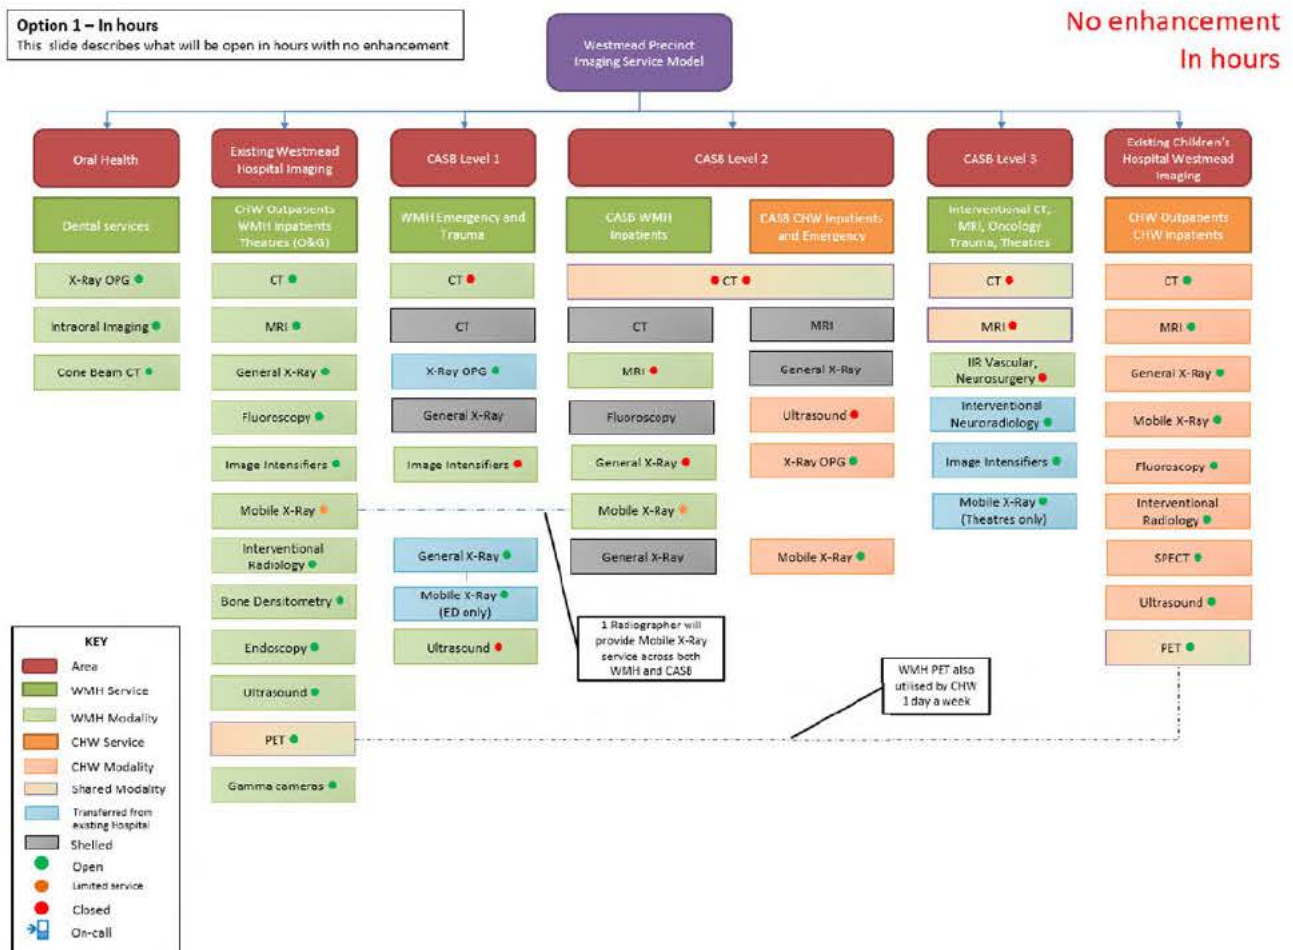 Option 1 – In hours
This slide describes what will be open in hours with no enhancement
Westmead Precinct
Imaging Service Model
No enhancement
In hours
Oral Health
Existing Westmead
Hospital Imaging
CASB Level 1
CASB Level 2
CASB Level 3
Existing Children's
Hospital Westmead
Imaging
Dental services
CHW Outpatients
WMH Inpatients
Theatres (O&G)
WMH Emergency and
Trauma
CASB WMH
Inpatients
CASB CHW Inpatients
and Emergency
Interventional CT,
MRI, Oncology
Trauma, Theatres
CHW Outpatients
CHW Inpatients
X-Ray OPG
Intraoral Imaging
Cone Beam CT
CT
MRI
General X-Ray
Fluoroscopy
Image Intensifiers
Mobile X-Ray
Interventional
Radiology
Bone Densitometry
Endoscopy
Ultrasound
PET
Gamma cameras
CT
CT
X-Ray OPG
General X-Ray
Image Intensifiers
General X-Ray
Mobile X-Ray
(ED only)
Ultrasound
CT
CT
MRI
Fluoroscopy
General X-Ray
Mobile X-Ray
General X-Ray
MRI
General X-Ray
Ultrasound
X-Ray OPG
Mobile X-Ray
CT
MRI
IIR Vascular,
Neurosurgery
Interventional
Neuroradiology
Image Intensifiers
Mobile X-Ray
(Theatres only)
CT
MRI
General X-Ray
Mobile X-Ray
Fluoroscopy
Interventional
Radiology
SPECT
Ultrasound
PET
1 Radiographer will
provide Mobile X-Ray
service across both
WMH and CASB
WMH PET also
utilised by CHW
1 day a week
KEY
Area
WMH Service
WMH Modality
CHW Service
CHW Modality
Shared Modality
Transferred from
existing Hospital
Shelled
Open
Limited service
Closed
On-call